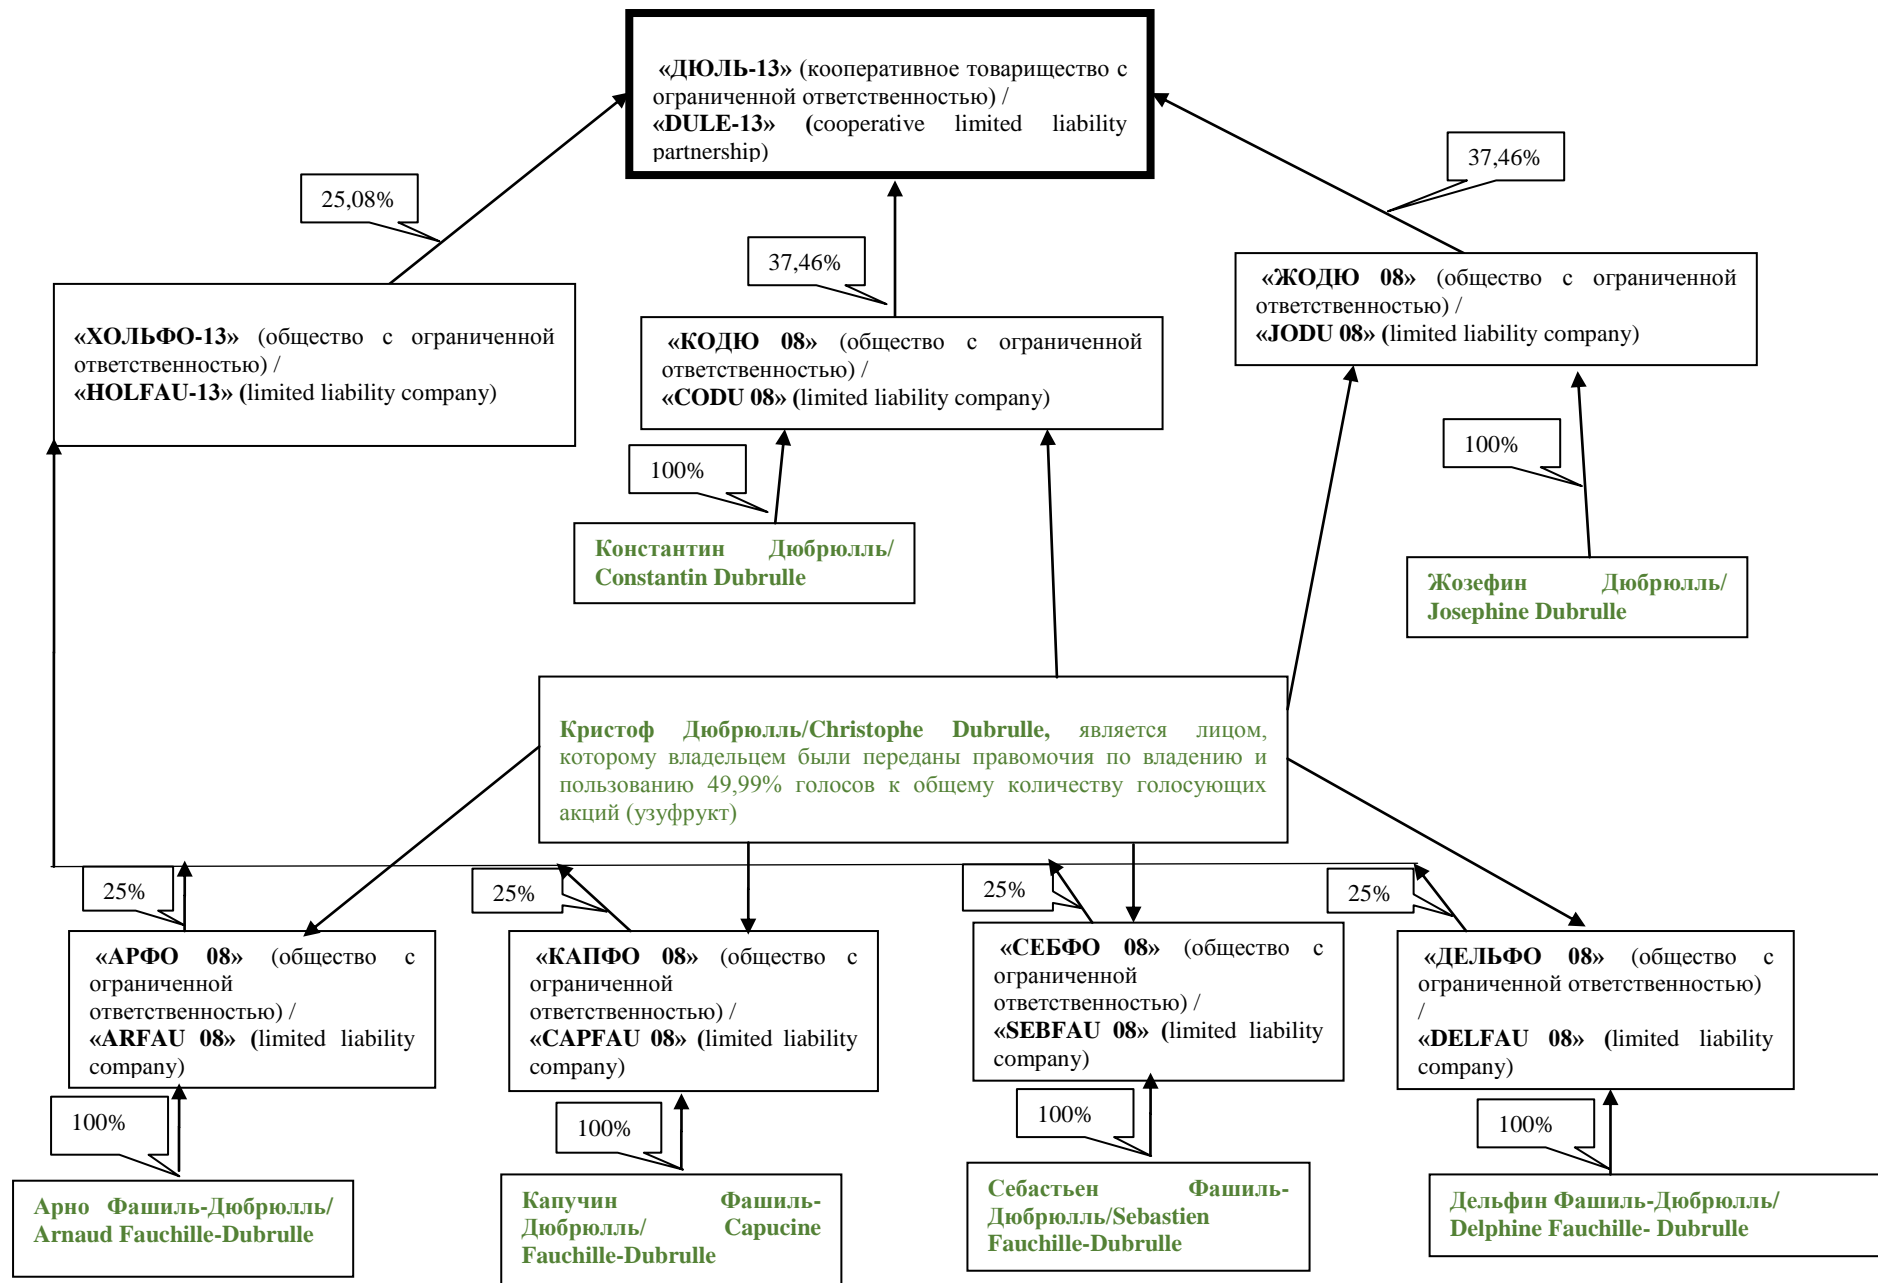 «ДЮЛЬ-13» (кооперативное товарищество с
ограниченной ответственностью) /
«DULE-13» (cooperative limited liability
partnership)
25,08%
37,46%
37,46%
«ХОЛЬФО-13» (общество с ограниченной
ответственностью) /
«HOLFAU-13» (limited liability company)
«КОДЮ 08» (общество с ограниченной
ответственностью) /
«CODU 08» (limited liability company)
«ЖОДЮ 08» (общество с ограниченной
ответственностью) /
«JODU 08» (limited liability company)
100%
100%
Константин Дюбрюлль/
Constantin Dubrulle
Жозефин Дюбрюлль/
Josephine Dubrulle
Кристоф Дюбрюлль/Christophe Dubrulle, является лицом,
которому владельцем были переданы правомочия по владению и
пользованию 49,99% голосов к общему количеству голосующих
акций (узуфрукт)
25%
25%
25%
25%
«АРФО 08» (общество с
ограниченной
ответственностью) /
«ARFAU 08» (limited liability
company)
«КАПФО 08» (общество с
ограниченной
ответственностью) /
«CAPFAU 08» (limited liability
company)
«СЕБФО 08» (общество с
ограниченной
ответственностью) /
«SEBFAU 08» (limited liability
company)
«ДЕЛЬФО 08» (общество с
ограниченной ответственностью)
/
«DELFAU 08» (limited liability
company)
100%
100%
100%
100%
Арно Фашиль-Дюбрюлль/
Arnaud Fauchille-Dubrulle
Капучин Фашиль-
Дюбрюлль/ Capucine
Fauchille-Dubrulle
Себастьен Фашиль-
Дюбрюлль/Sebastien
Fauchille-Dubrulle
Дельфин Фашиль-Дюбрюлль/
Delphine Fauchille- Dubrulle